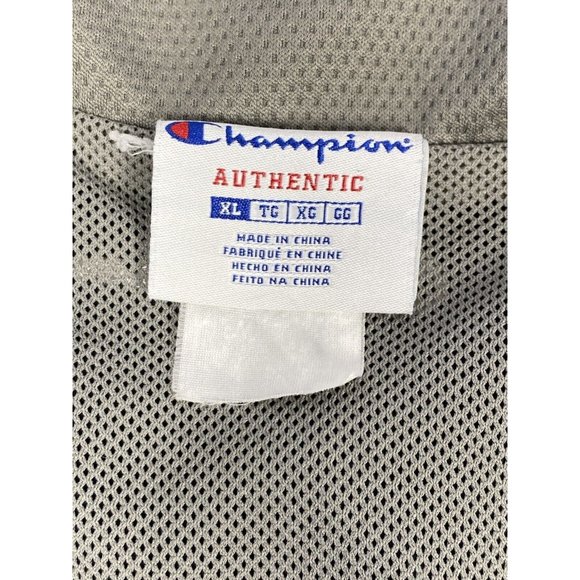 Champion
AUTHENTIC
XL TG XG GG
MADE IN CHINA
FABRIQUÉ EN CHINE
HECHO EN CHINA
FEITO NA CHINA